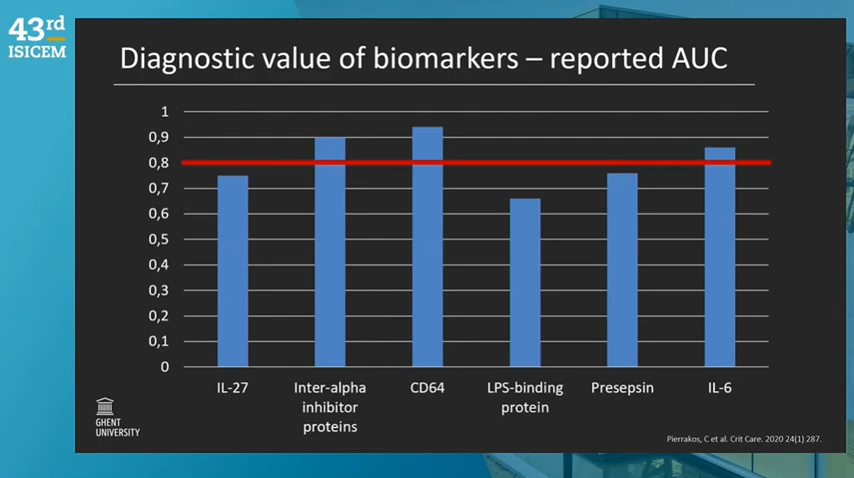 43rd
ISICEM
Diagnostic value of biomarkers – reported AUC
1
0,9
0,8
0,7
0,6
0,5
0,4
0,3
0,2
0,1
0
IL-27
Inter-alpha
inhibitor
proteins
CD64
LPS-binding
protein
Presepsin
IL-6
GHENT
UNIVERSITY
Pierrakos, C et al. Crit Care. 2020 24(1) 287.